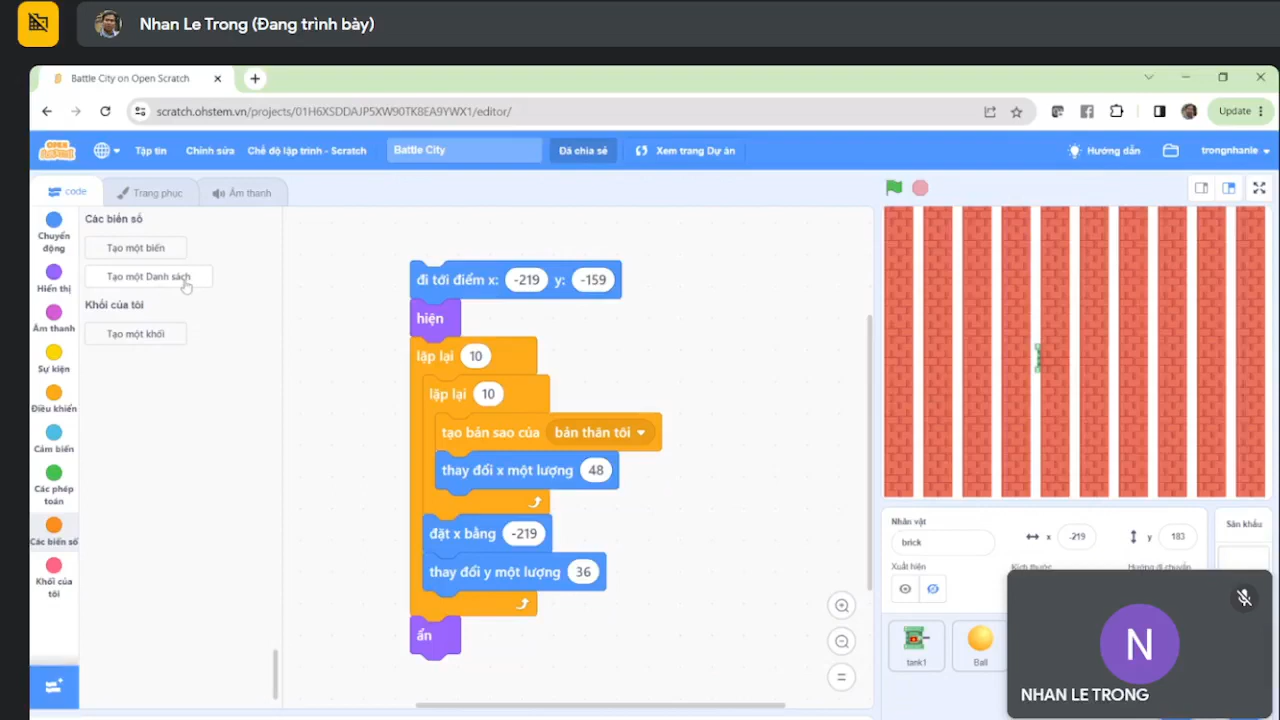 Nhan Le Trong (Đang trình bày)
Battle City on Open Scratch
scratch.ohstem.vn/projects/01H6XSDDAJP5XW90TK8EA9YWX1/editor/
Update
OPEN
Tập tin
Chỉnh sửa
Chế độ lập trình - Scratch
Battle City
Đã chia sẻ
Xem trang Dự án
Hướng dẫn
trongnhanle
code
Trang phục
Âm thanh
Chuyển động
Hiển thị
Âm thanh
Sự kiện
Điều khiển
Cảm biến
Các phép toán
Các biến số
Khối của tôi
Các biến số
Tạo một biến
Tạo một Danh sách
Khối của tôi
Tạo một khối
đi tới điểm x: -219 y: -159
hiện
lặp lại 10
lặp lại 10
tạo bản sao của bản thân tôi
thay đổi x một lượng 48
đặt x bằng -219
thay đổi y một lượng 36
ẩn
Nhân vật
brick
x -219
y 183
Xuất hiện
Kích thước
Hướng di chuyển
Sân khấu
tank1
Ball
N
NHAN LE TRONG